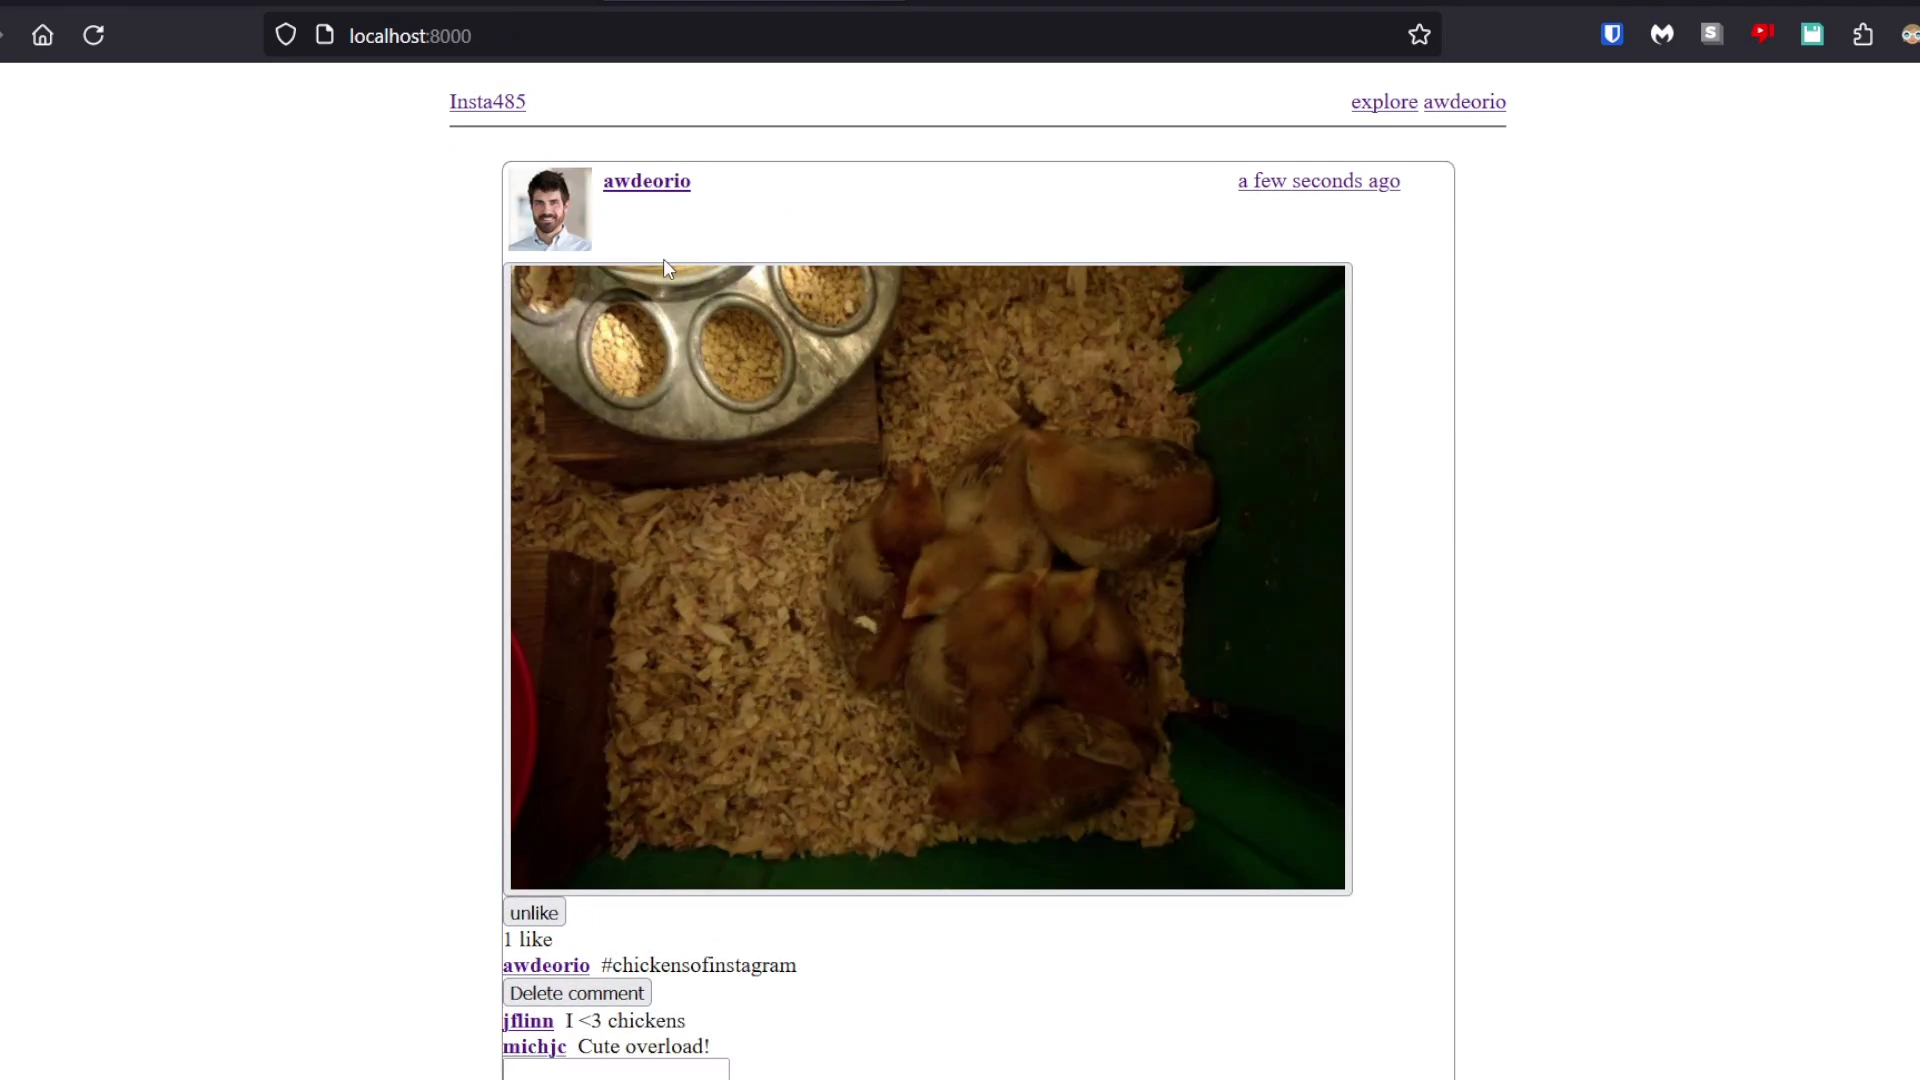 localhost:8000
S
Insta485
explore awdeorio
awdeorio
a few seconds ago
unlike
1 like
awdeorio #chickensofinstagram
Delete comment
jflinn I <3 chickens
michjc Cute overload!